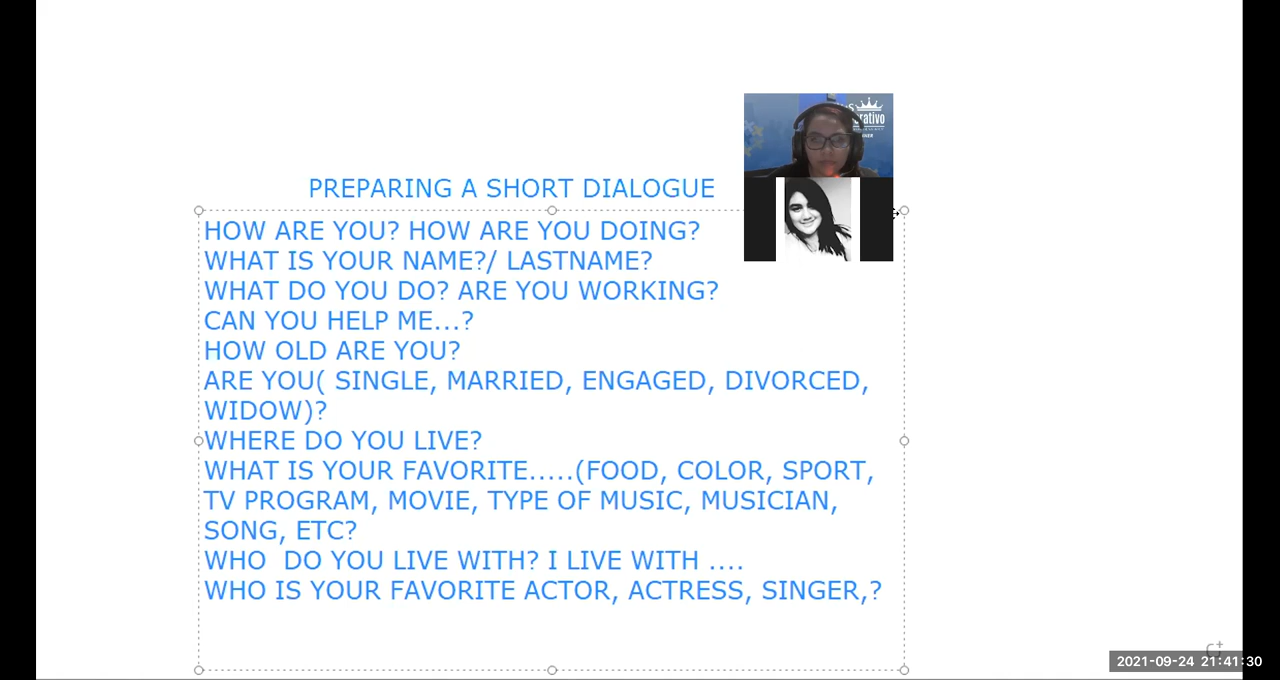 PREPARING A SHORT DIALOGUE
HOW ARE YOU? HOW ARE YOU DOING?
WHAT IS YOUR NAME?/ LASTNAME?
WHAT DO YOU DO? ARE YOU WORKING?
CAN YOU HELP ME...?
HOW OLD ARE YOU?
ARE YOU( SINGLE, MARRIED, ENGAGED, DIVORCED,
WIDOW)?
WHERE DO YOU LIVE?
WHAT IS YOUR FAVORITE.....(FOOD, COLOR, SPORT,
TV PROGRAM, MOVIE, TYPE OF MUSIC, MUSICIAN,
SONG, ETC?
WHO  DO YOU LIVE WITH? I LIVE WITH ....
WHO IS YOUR FAVORITE ACTOR, ACTRESS, SINGER,?
2021-09-24 21:41:30